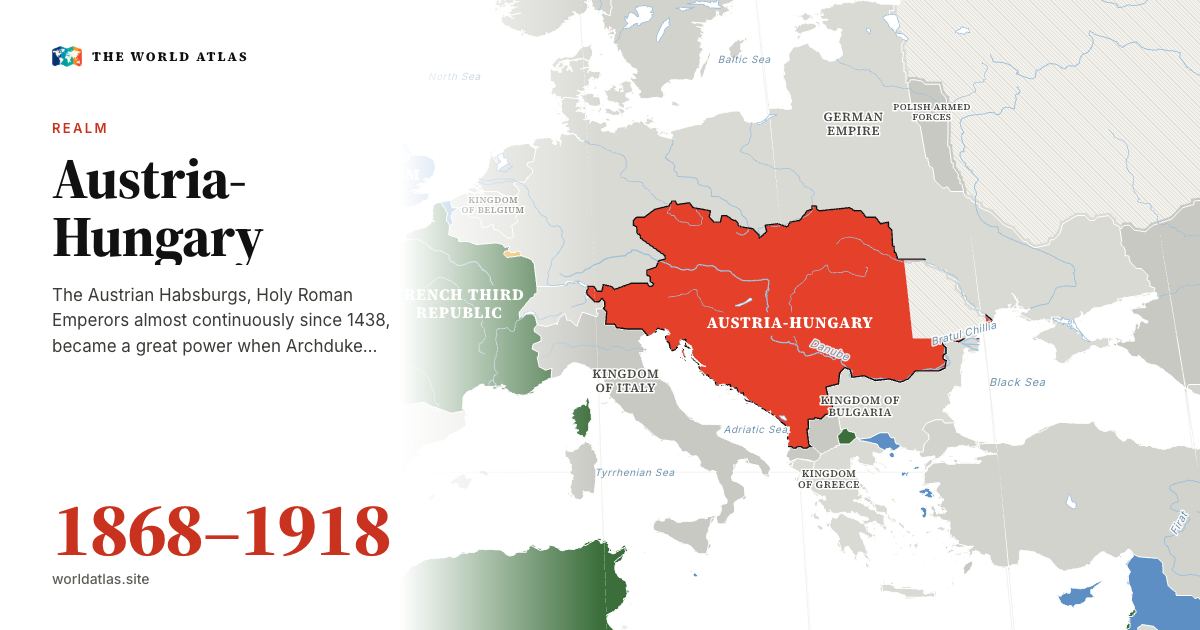 THE WORLD ATLAS
REALM
Austria-
Hungary
The Austrian Habsburgs, Holy Roman
Emperors almost continuously since 1438,
became a great power when Archduke...
1868–1918
worldatlas.site
North Sea
Baltic Sea
GERMAN
EMPIRE
POLISH ARMED
FORCES
KINGDOM
OF BELGIUM
RENCH THIRD
REPUBLIC
AUSTRIA-HUNGARY
Danube
Bratul Chillia
KINGDOM
OF ITALY
Black Sea
KINGDOM OF
BULGARIA
Adriatic Sea
Tyrrhenian Sea
KINGDOM
OF GREECE
Firat